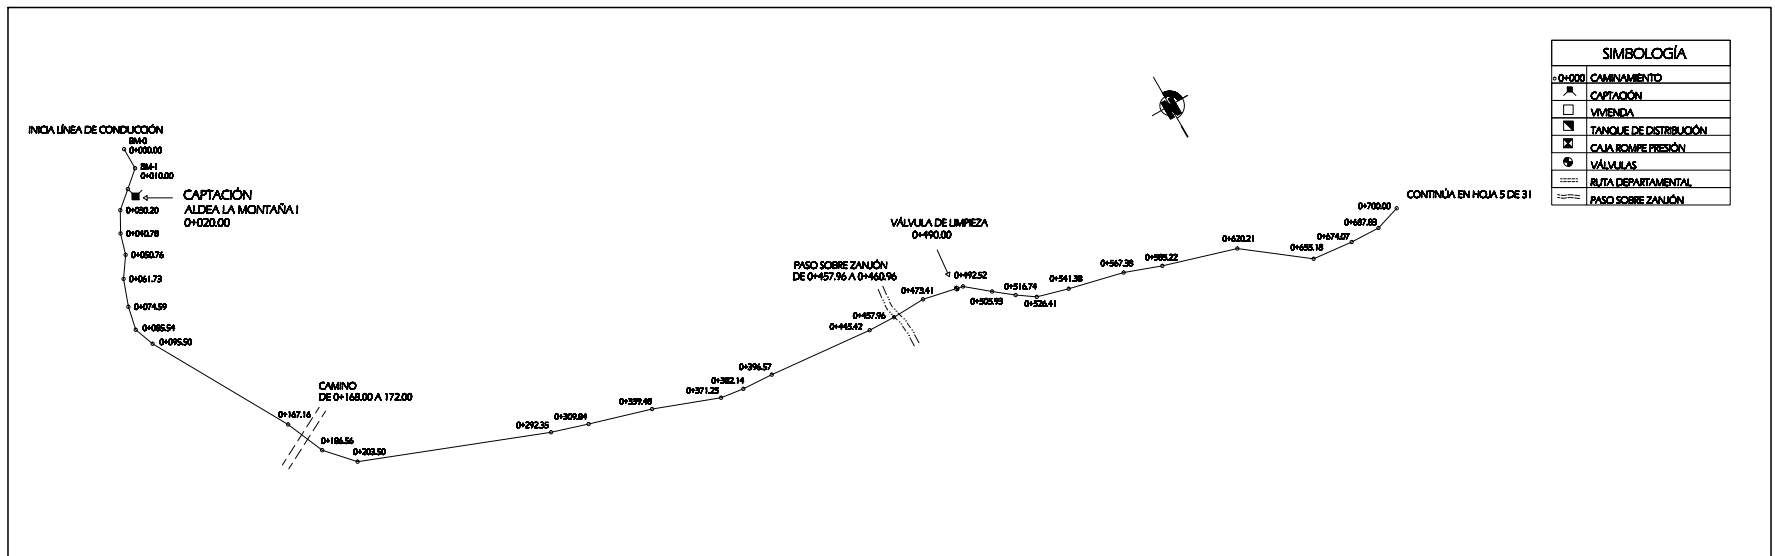 INICIA LÍNEA DE CONDUCCIÓN
BM-0
0+000.00
BM-1
0+010.00
CAPTACIÓN
ALDEA LA MONTAÑA I
0+020.00
0+030.20
0+040.78
0+050.76
0+061.73
0+074.59
0+085.54
0+095.50
CAMINO
DE 0+168.00 A 172.00
0+167.16
0+186.56
0+203.50
0+292.35
0+309.84
0+339.48
0+371.25
0+382.14
0+396.57
0+445.42
0+457.96
PASO SOBRE ZANJÓN
DE 0+457.96 A 0+460.96
0+473.41
VÁLVULA DE LIMPIEZA
0+490.00
0+492.52
0+505.93
0+516.74
0+526.41
0+541.38
0+567.38
0+585.22
0+620.21
0+655.18
0+674.07
0+687.83
0+700.00
CONTINÚA EN HOJA 5 DE 31
N
SIMBOLOGÍA
0+000 CAMINAMIENTO
CAPTACIÓN
VIVIENDA
TANQUE DE DISTRIBUCIÓN
CAJA ROMPE PRESIÓN
VÁLVULAS
RUTA DEPARTAMENTAL
PASO SOBRE ZANJÓN